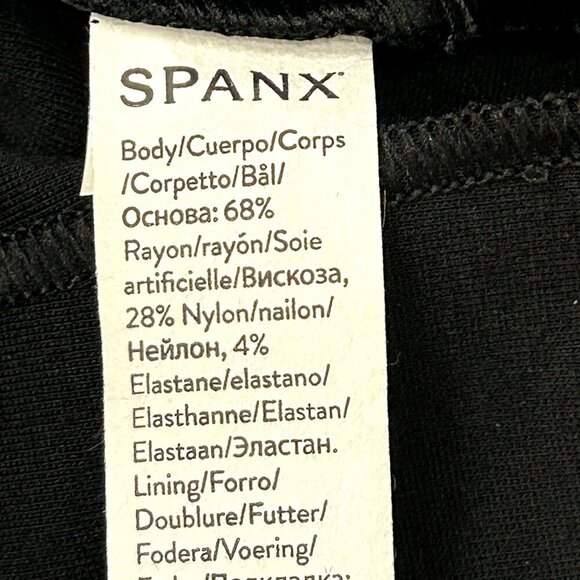 SPANX
Body/Cuerpo/Corps
/Corpetto/Bål/
Основа: 68%
Rayon/rayón/Soie
artificielle/Вискоза,
28% Nylon/nailon/
Нейлон, 4%
Elastane/elastano/
Elasthanne/Elastan/
Elastaan/Эластан.
Lining/Forro/
Doublure/Futter/
Fodera/Voering/
Подкладка: